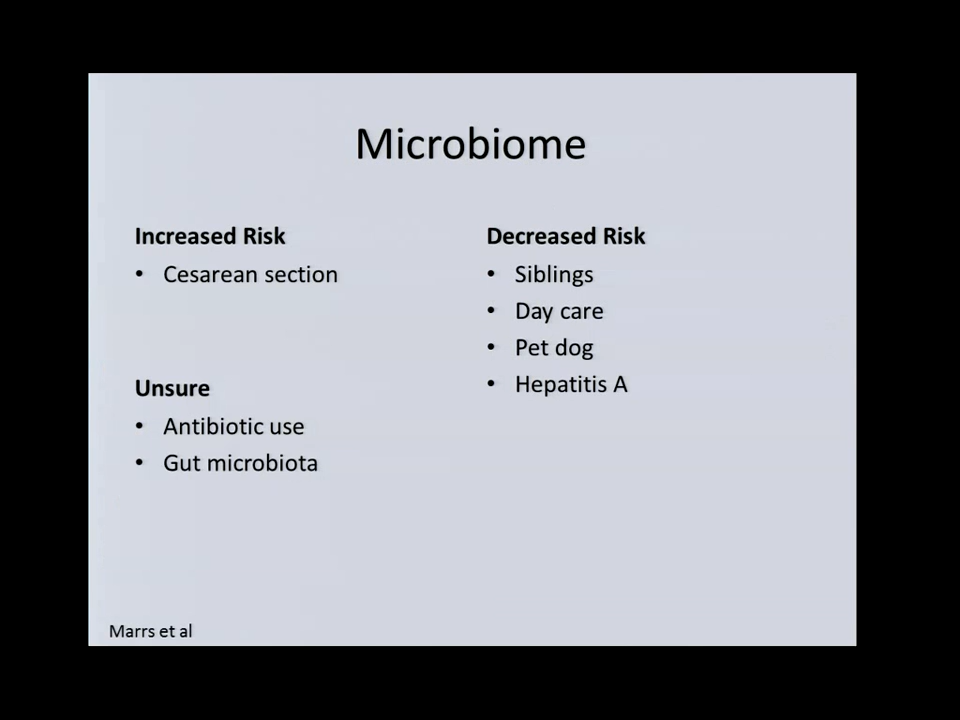 Microbiome
Increased Risk
• Cesarean section
Unsure
• Antibiotic use
• Gut microbiota
Decreased Risk
• Siblings
• Day care
• Pet dog
• Hepatitis A
Marrs et al